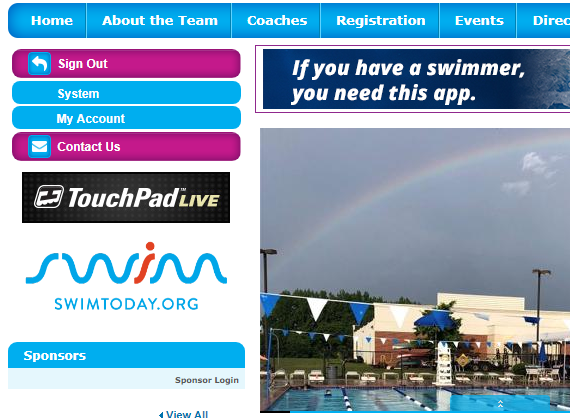 Home
About the Team
Coaches
Registration
Events
Direc
Sign Out
System
My Account
Contact Us
If you have a swimmer,
you need this app.
TouchPad™ LIVE
swim
SWIMTODAY.ORG
Sponsors
Sponsor Login
View All